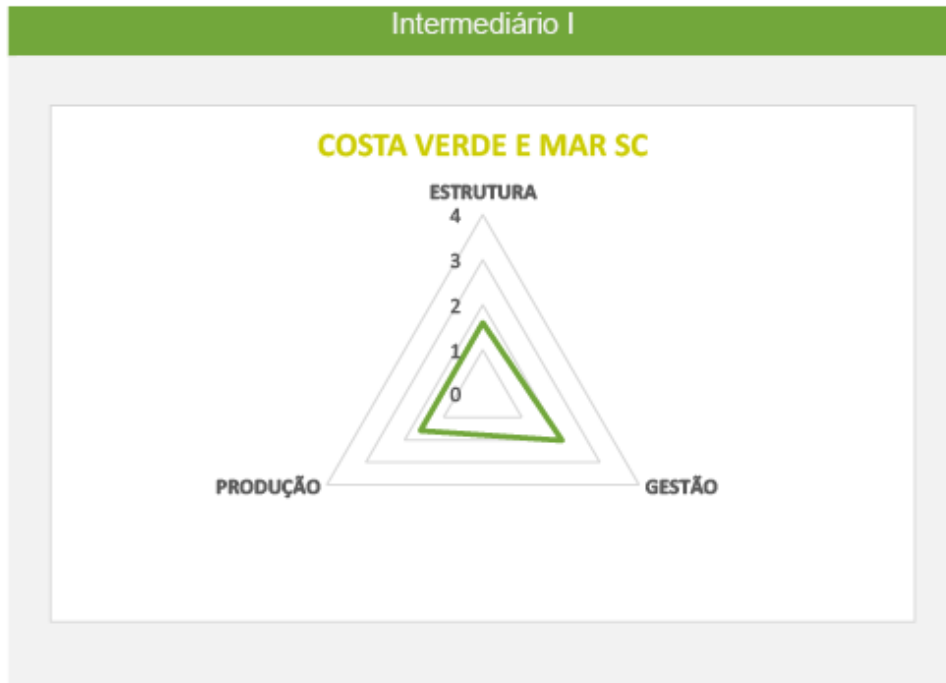 Intermediário I
COSTA VERDE E MAR SC
ESTRUTURA
4
3
2
1
0
PRODUÇÃO
GESTÃO